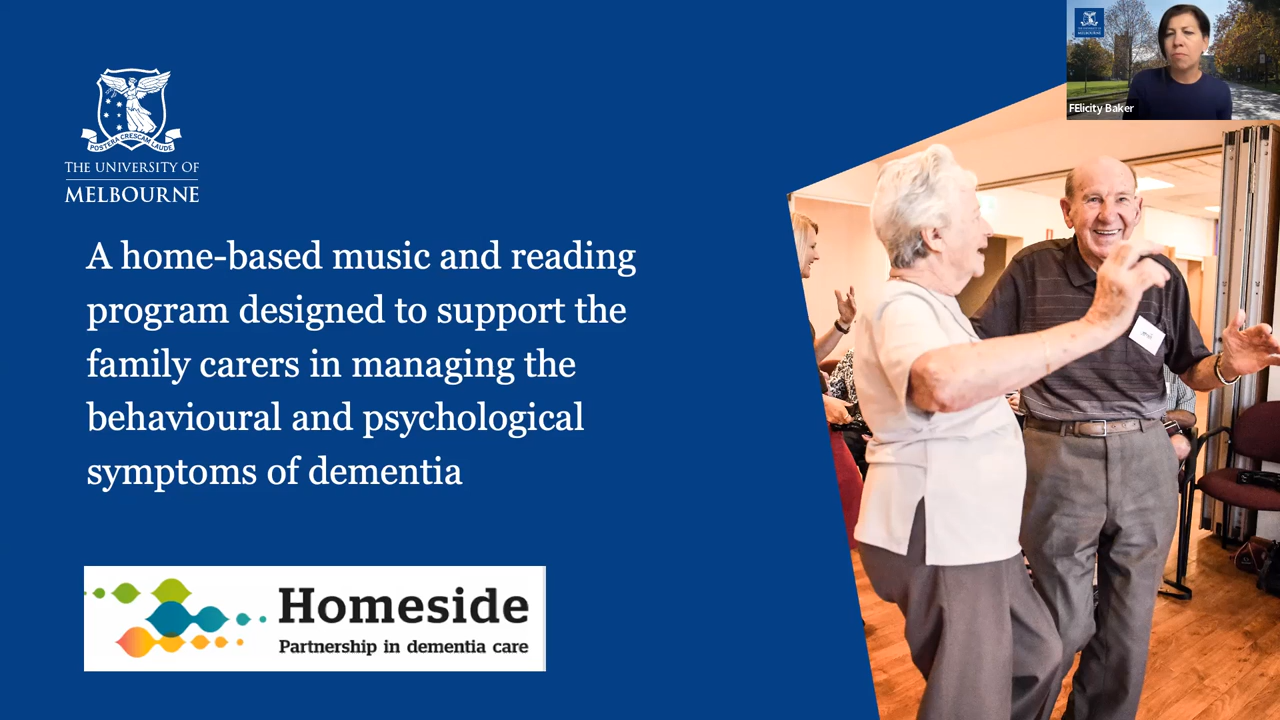 POSTERA CRESCAM LAUDE
THE UNIVERSITY OF
MELBOURNE
A home-based music and reading
program designed to support the
family carers in managing the
behavioural and psychological
symptoms of dementia
Homeside
Partnership in dementia care
MELBOURNE
FElicity Baker